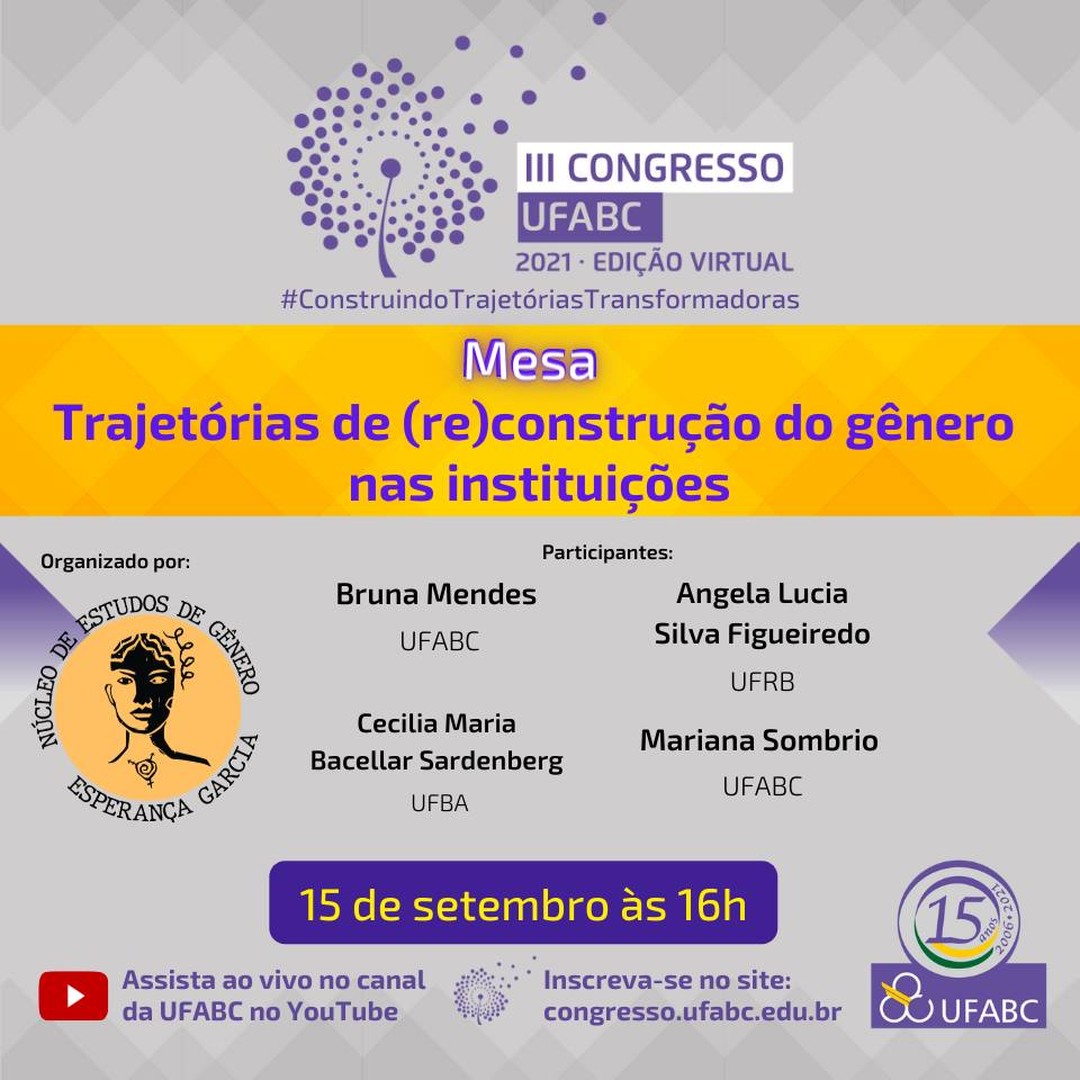 III CONGRESSO
UFABC
2021 · EDIÇÃO VIRTUAL
#ConstruindoTrajetóriasTransformadoras
Mesa
Trajetórias de (re)construção do gênero
nas instituições
Organizado por:
NÚCLEO DE ESTUDOS DE GÊNERO
ESPERANÇA GARCIA
Participantes:
Bruna Mendes
UFABC
Angela Lucia
Silva Figueiredo
UFRB
Cecilia Maria
Bacellar Sardenberg
UFBA
Mariana Sombrio
UFABC
15 de setembro às 16h
Assista ao vivo no canal
da UFABC no YouTube
Inscreva-se no site:
congresso.ufabc.edu.br
15
anos
2006•2021
UFABC